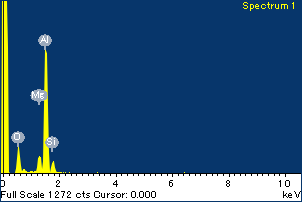 Spectrum 1
Al
Mg
O
Si
0 2 4 6 8 10
Full Scale 1272 cts Cursor: 0.000 keV